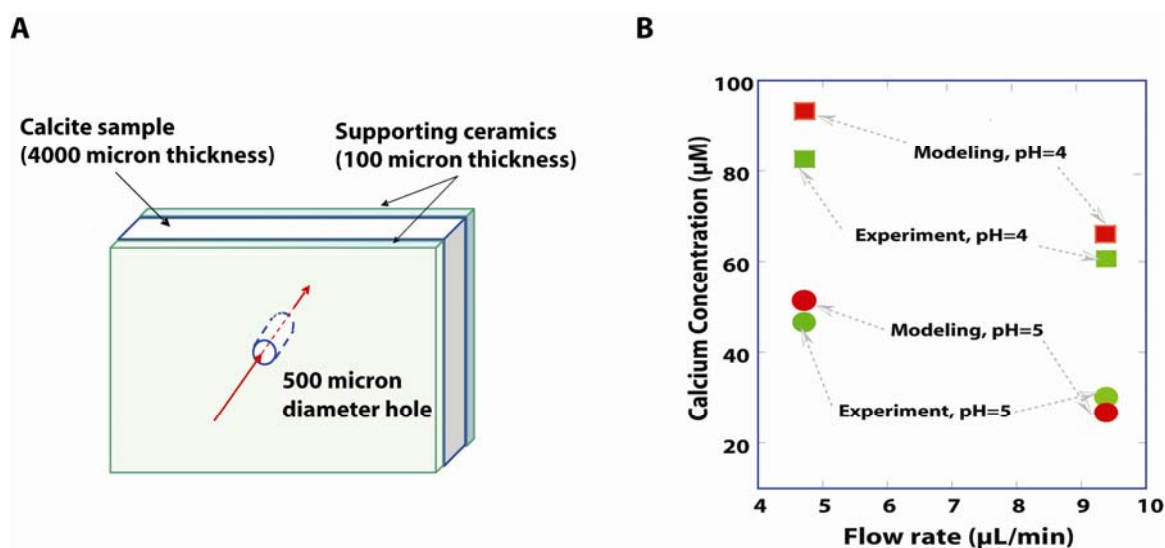 A
Calcite sample
(4000 micron thickness)
Supporting ceramics
(100 micron thickness)
500 micron
diameter hole
B
Calcium Concentration (µM)
100
80
60
40
20
Modeling, pH=4
Experiment, pH=4
Modeling, pH=5
Experiment, pH=5
4 5 6 7 8 9 10
Flow rate (µL/min)